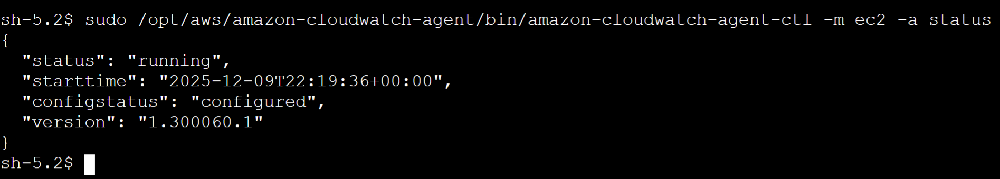 sh-5.2$ sudo /opt/aws/amazon-cloudwatch-agent/bin/amazon-cloudwatch-agent-ctl -m ec2 -a status
{
  "status": "running",
  "starttime": "2025-12-09T22:19:36+00:00",
  "configstatus": "configured",
  "version": "1.300060.1"
}
sh-5.2$